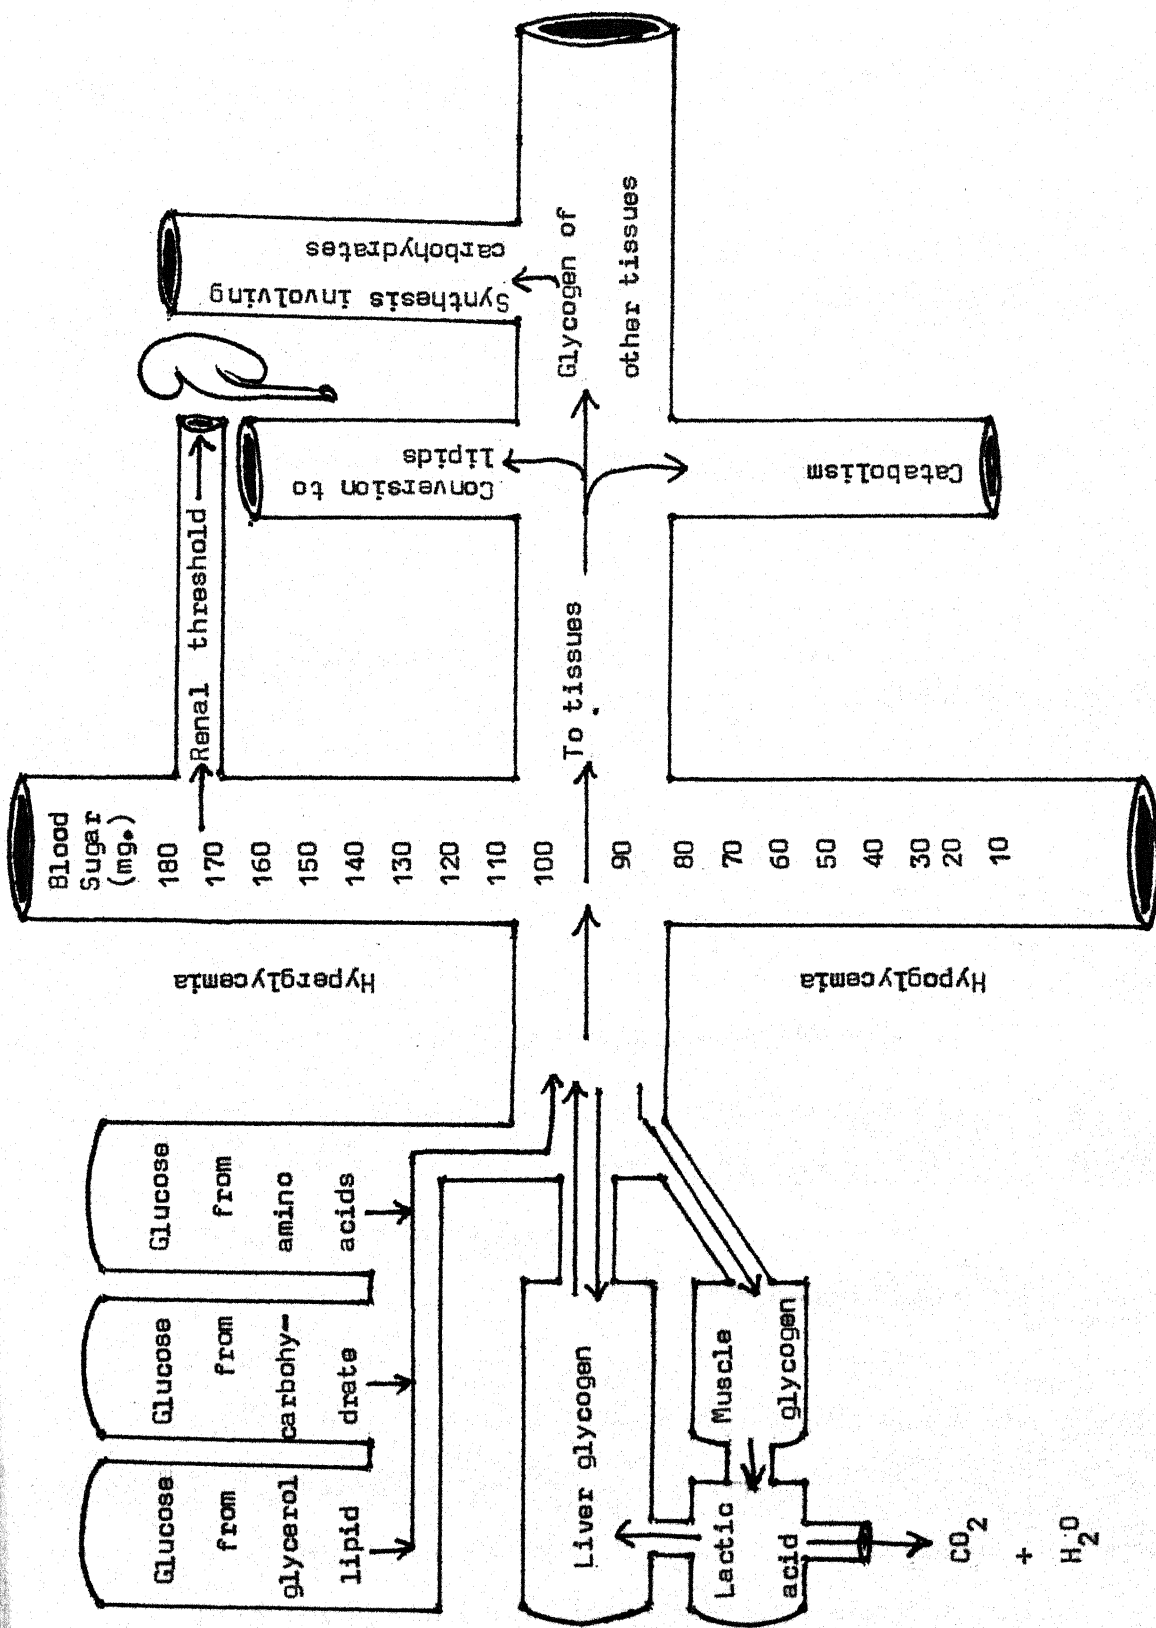 Glucose
from
glycerol
lipid
Glucose
from
carbohy-
drate
Glucose
from
amino
acids
Liver glycogen
Lactic
acid
Muscle
glycogen
CO2
+
H2O
Hyperglycemia
Hypoglycemia
Blood
Sugar
(mg.)
180
170
160
150
140
130
120
110
100
90
80
70
60
50
40
30
20
10
Renal threshold
To tissues
Conversion to
lipids
Catabolism
Synthesis involving
carbohydrates
Glycogen of
other tissues